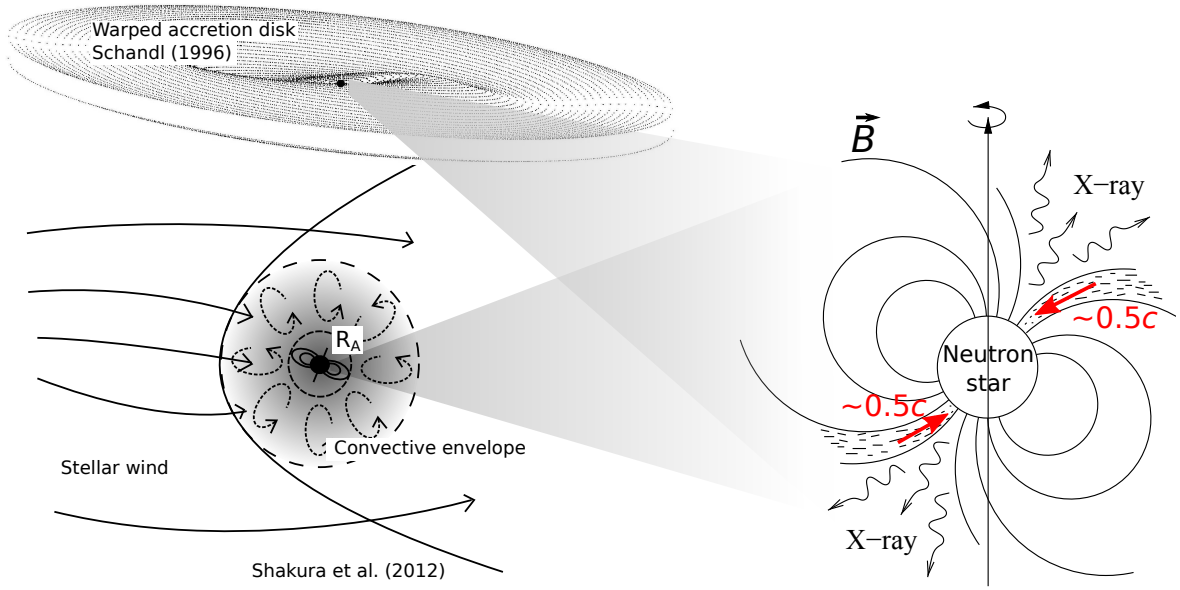 Warped accretion disk
Schandl (1996)
B
X−ray
R_A
~0.5c
Neutron
star
~0.5c
Convective envelope
Stellar wind
X−ray
Shakura et al. (2012)